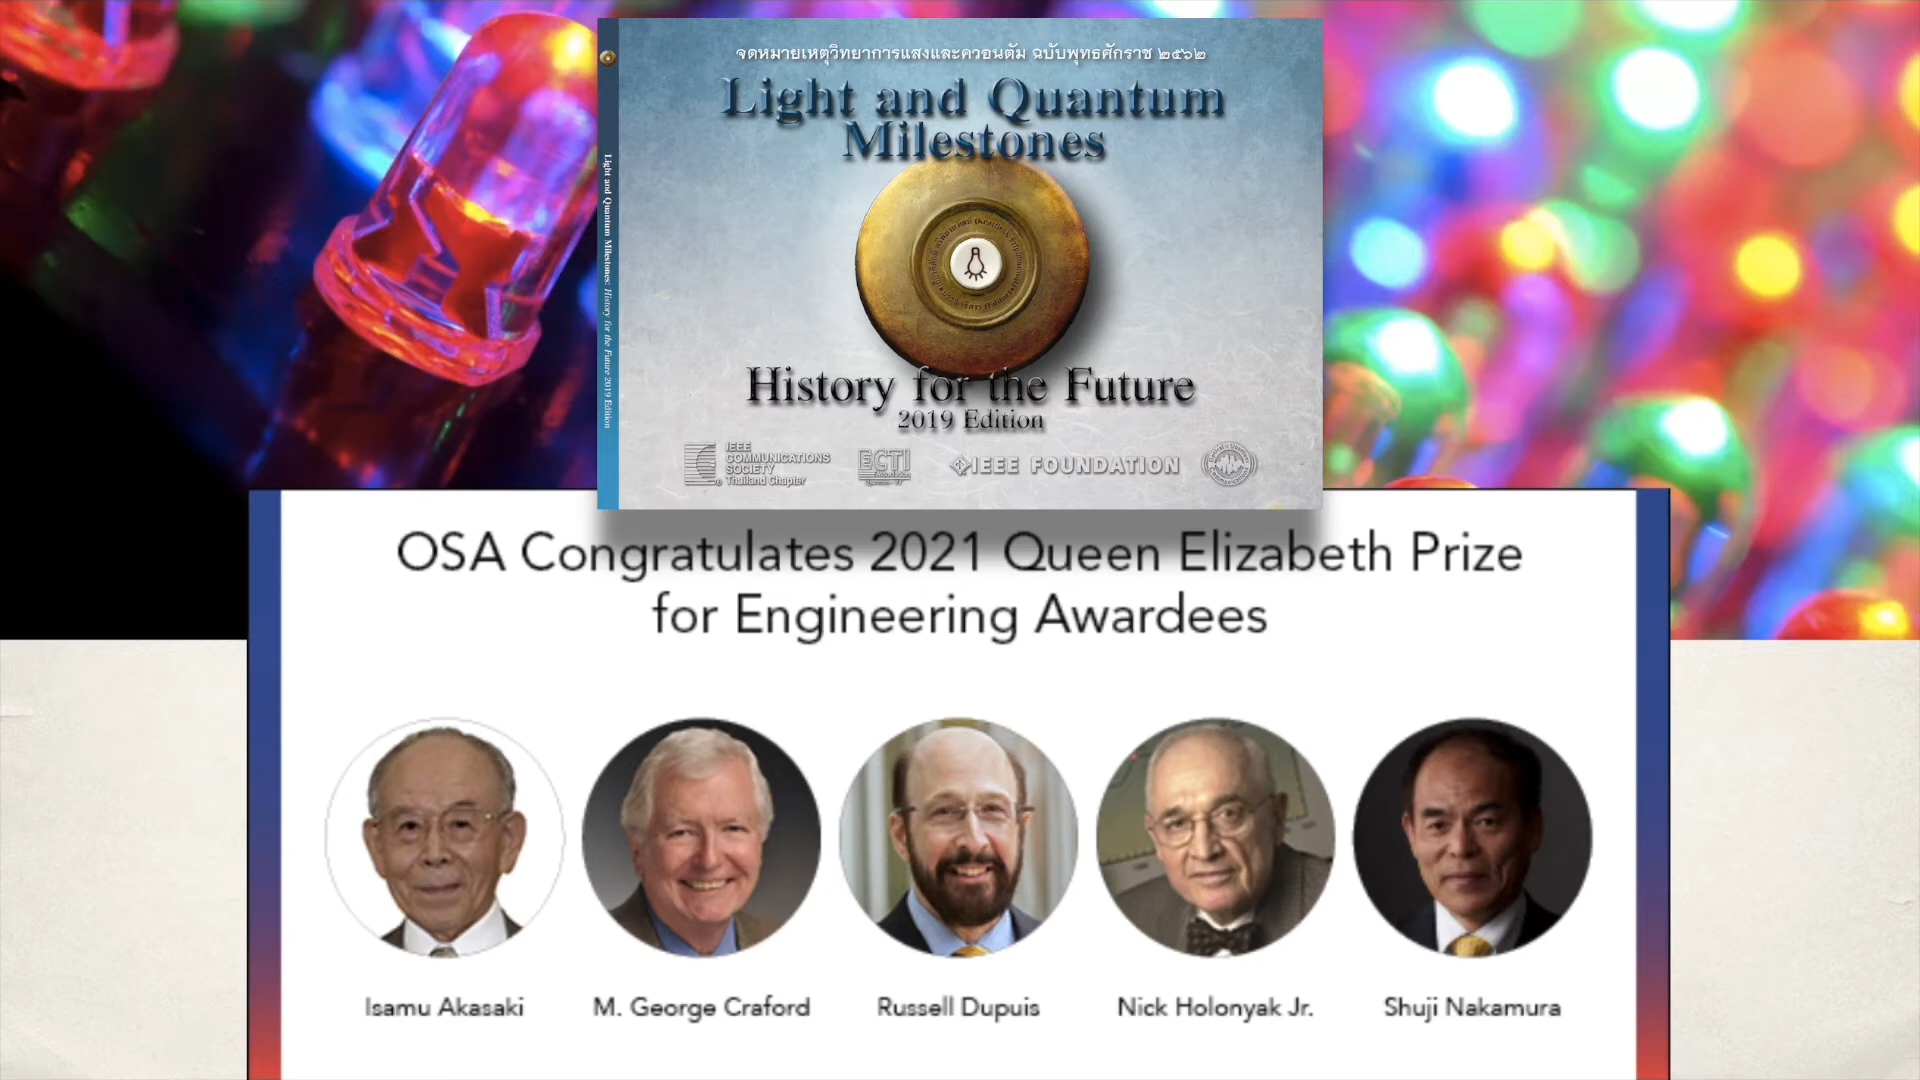 จดหมายเหตุวิทยาการแสงและควอนตัม ฉบับพุทธศักราช ๒๕๖๒
Light and Quantum
Milestones
History for the Future
2019 Edition
Light and Quantum Milestones: History for the Future 2019 Edition
IEEE
COMMUNICATIONS
SOCIETY
Thailand Chapter
ECTI
IEEE FOUNDATION
OSA Congratulates 2021 Queen Elizabeth Prize
for Engineering Awardees
Isamu Akasaki
M. George Craford
Russell Dupuis
Nick Holonyak Jr.
Shuji Nakamura